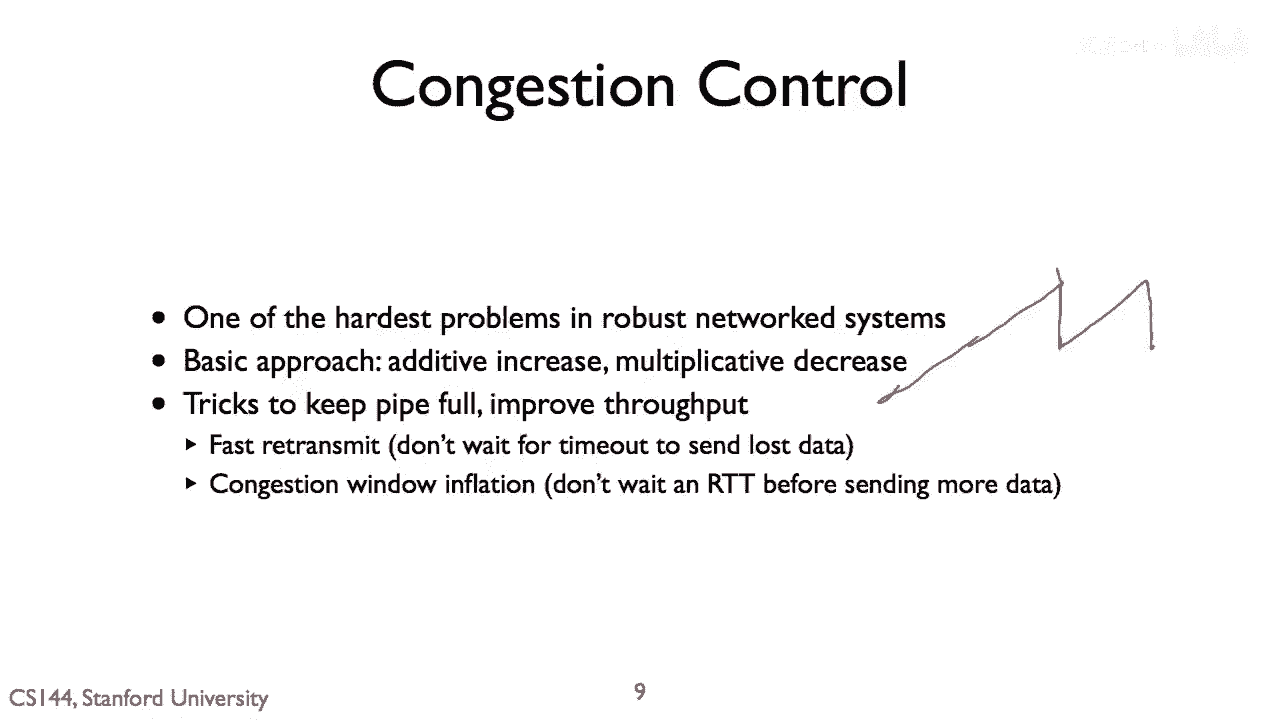 Congestion Control
• One of the hardest problems in robust networked systems
• Basic approach: additive increase, multiplicative decrease
• Tricks to keep pipe full, improve throughput
▸ Fast retransmit (don't wait for timeout to send lost data)
▸ Congestion window inflation (don't wait an RTT before sending more data)
CS144, Stanford University
9